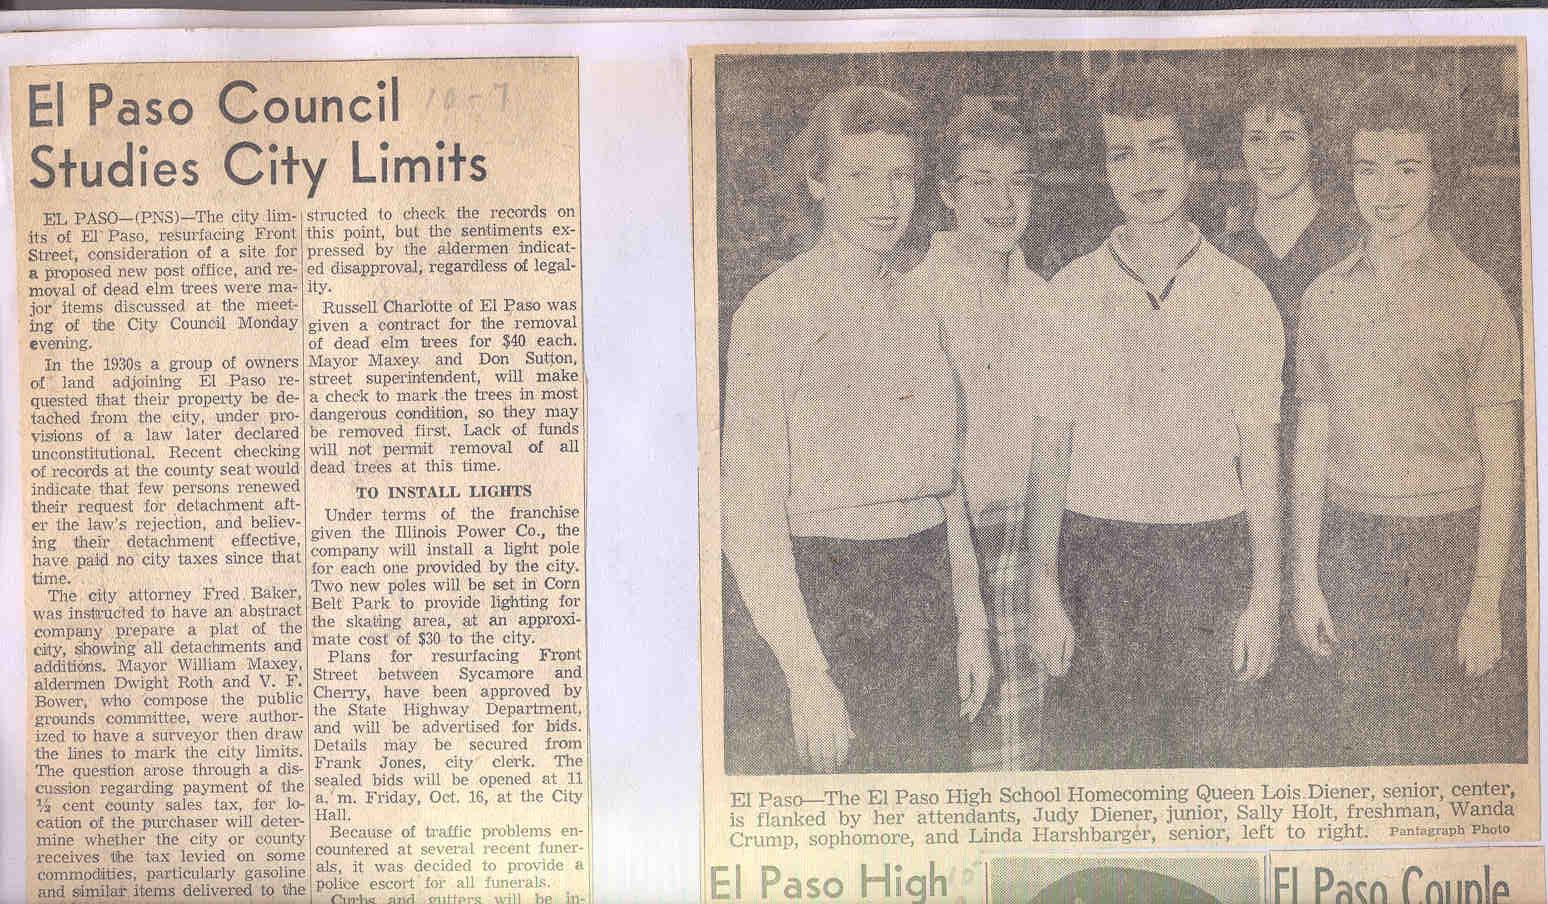 El Paso Council
10-7
Studies City Limits
EL PASO—(PNS)—The city lim-
its of El Paso, resurfacing Front
Street, consideration of a site for
a proposed new post office, and re-
moval of dead elm trees were ma-
jor items discussed at the meet-
ing of the City Council Monday
evening.
In the 1930s a group of owners
of land adjoining El Paso re-
quested that their property be de-
tached from the city, under pro-
visions of a law later declared
unconstitutional. Recent checking
of records at the county seat would
indicate that few persons renewed
their request for detachment aft-
er the law's rejection, and believ-
ing their detachment effective,
have paid no city taxes since that
time.
The city attorney Fred Baker,
was instructed to have an abstract
company prepare a plat of the
city, showing all detachments and
additions. Mayor William Maxey,
aldermen Dwight Roth and V. F.
Bower, who compose the public
grounds committee, were author-
ized to have a surveyor then draw
the lines to mark the city limits.
The question arose through a dis-
cussion regarding payment of the
½ cent county sales tax, for lo-
cation of the purchaser will deter-
mine whether the city or county
receives the tax levied on some
commodities, particularly gasoline
and similar items delivered to the
structed to check the records on
this point, but the sentiments ex-
pressed by the aldermen indicat-
ed disapproval, regardless of legal-
ity.
Russell Charlotte of El Paso was
given a contract for the removal
of dead elm trees for $40 each.
Mayor Maxey and Don Sutton,
street superintendent, will make
a check to mark the trees in most
dangerous condition, so they may
be removed first. Lack of funds
will not permit removal of all
dead trees at this time.
TO INSTALL LIGHTS
Under terms of the franchise
given the Illinois Power Co., the
company will install a light pole
for each one provided by the city.
Two new poles will be set in Corn
Belt Park to provide lighting for
the skating area, at an approxi-
mate cost of $30 to the city.
Plans for resurfacing Front
Street between Sycamore and
Cherry, have been approved by
the State Highway Department,
and will be advertised for bids.
Details may be secured from
Frank Jones, city clerk. The
sealed bids will be opened at 11
a. m. Friday, Oct. 16, at the City
Hall.
Because of traffic problems en-
countered at several recent funer-
als, it was decided to provide a
police escort for all funerals.
Curbs and gutters will be in-
El Paso—The El Paso High School Homecoming Queen Lois Diener, senior, center,
is flanked by her attendants, Judy Diener, junior, Sally Holt, freshman, Wanda
Crump, sophomore, and Linda Harshbarger, senior, left to right. Pantagraph Photo
El Paso High
El Paso Couple